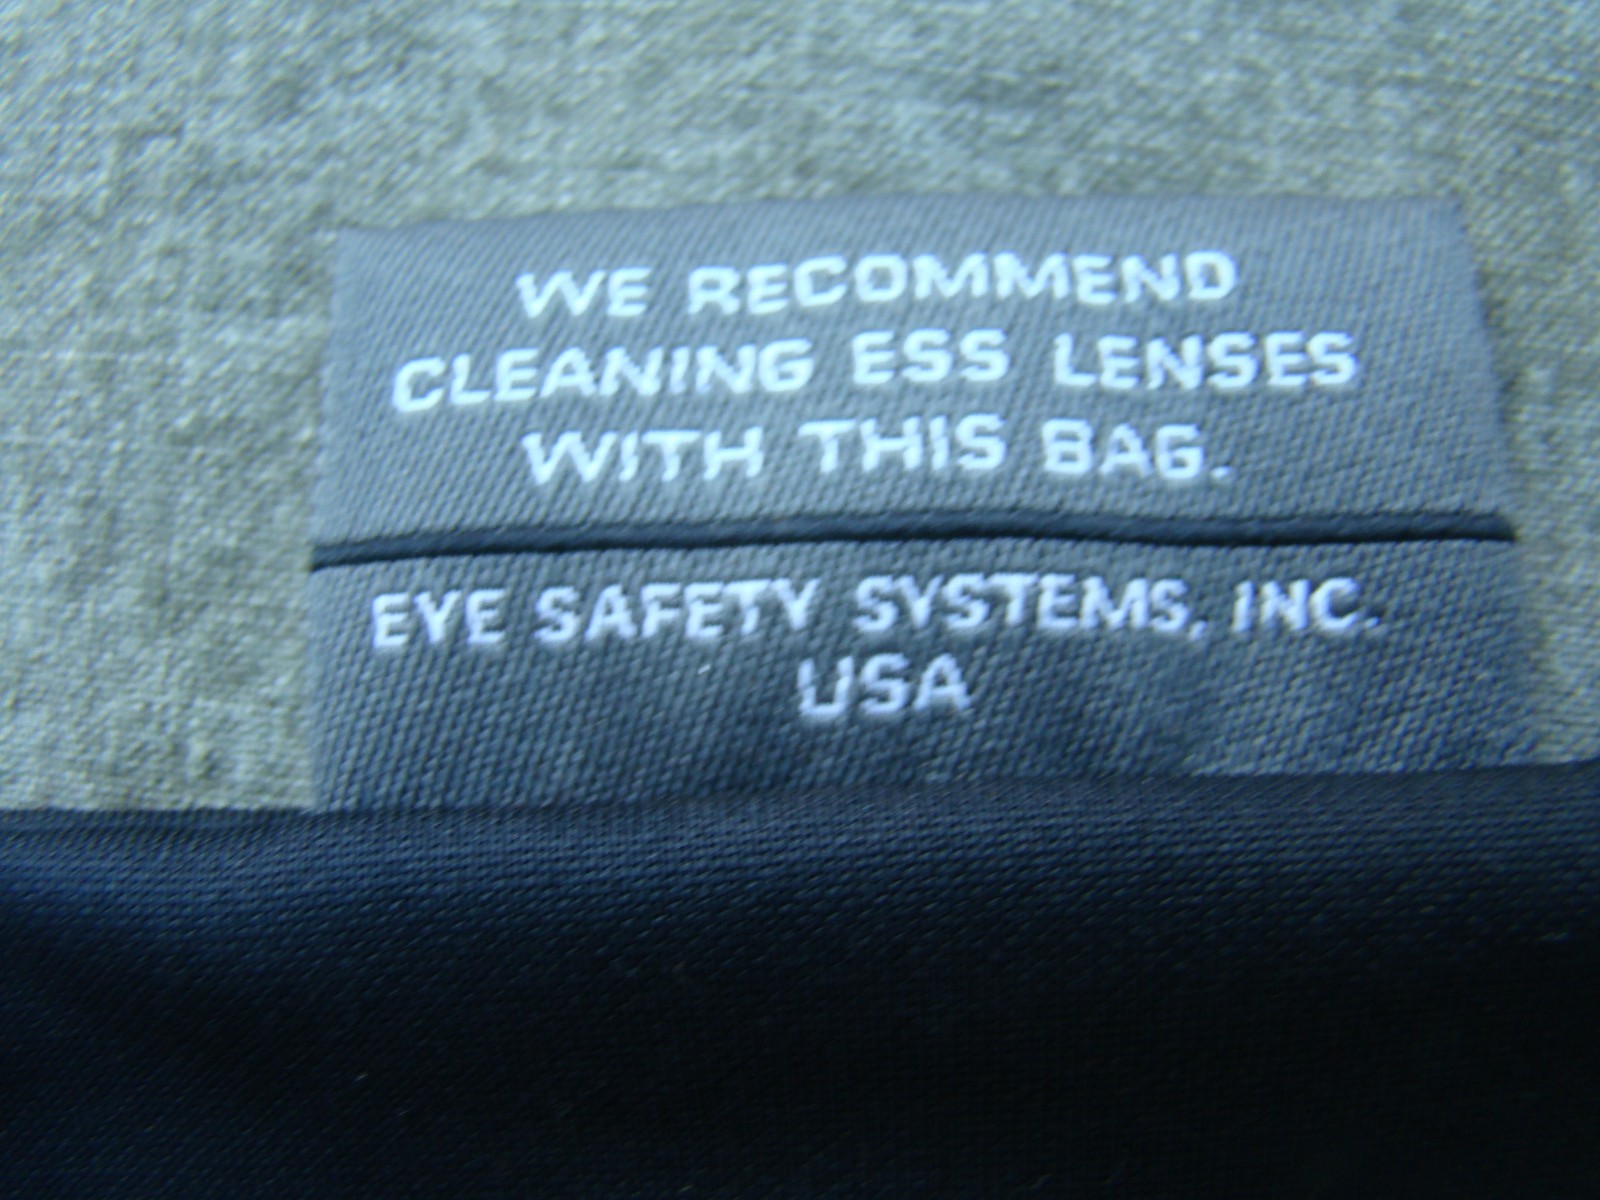 WE RECOMMEND
CLEANING ESS LENSES
WITH THIS BAG.
EYE SAFETY SYSTEMS, INC.
USA